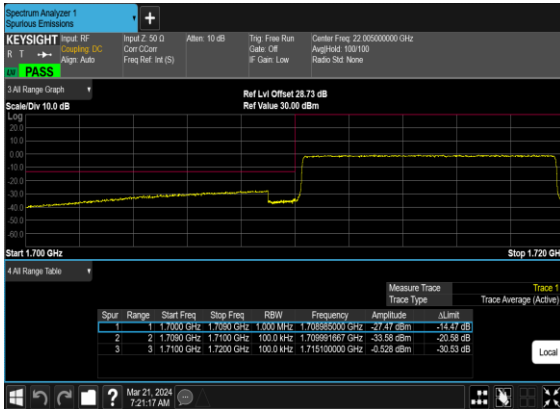 Spectrum Analyzer 1
Spurious Emissions
KEYSIGHT Input: RF Input Z: 50 Ω Atten: 10 dB Trig: Free Run Center Freq: 22.005000000 GHz
R T Coupling: DC Corr CCorr Gate: Off Avg|Hold: 100/100
Align: Auto Freq Ref: Int (S) IF Gain: Low Radio Std: None
PASS
3 All Range Graph
Ref Lvl Offset 28.73 dB
Scale/Div 10.0 dB Ref Value 30.00 dBm
Log
20.0
10.0
0.00
-10.0
-20.0
-30.0
-40.0
-50.0
-60.0
Start 1.700 GHz Stop 1.720 GH
4 All Range Table
Measure Trace Trace 1
Trace Type Trace Average (Active)
Spur Range Start Freq Stop Freq RBW Frequency Amplitude ΔLimit
1 1 1.7000 GHz 1.7090 GHz 1.000 MHz 1.708985000 GHz -27.47 dBm -14.47 dB
2 2 1.7090 GHz 1.7100 GHz 100.0 kHz 1.709991667 GHz -33.58 dBm -20.58 dB
3 3 1.7100 GHz 1.7200 GHz 100.0 kHz 1.715100000 GHz -0.528 dBm -30.53 dB
Local
Mar 21, 2024
7:21:17 AM